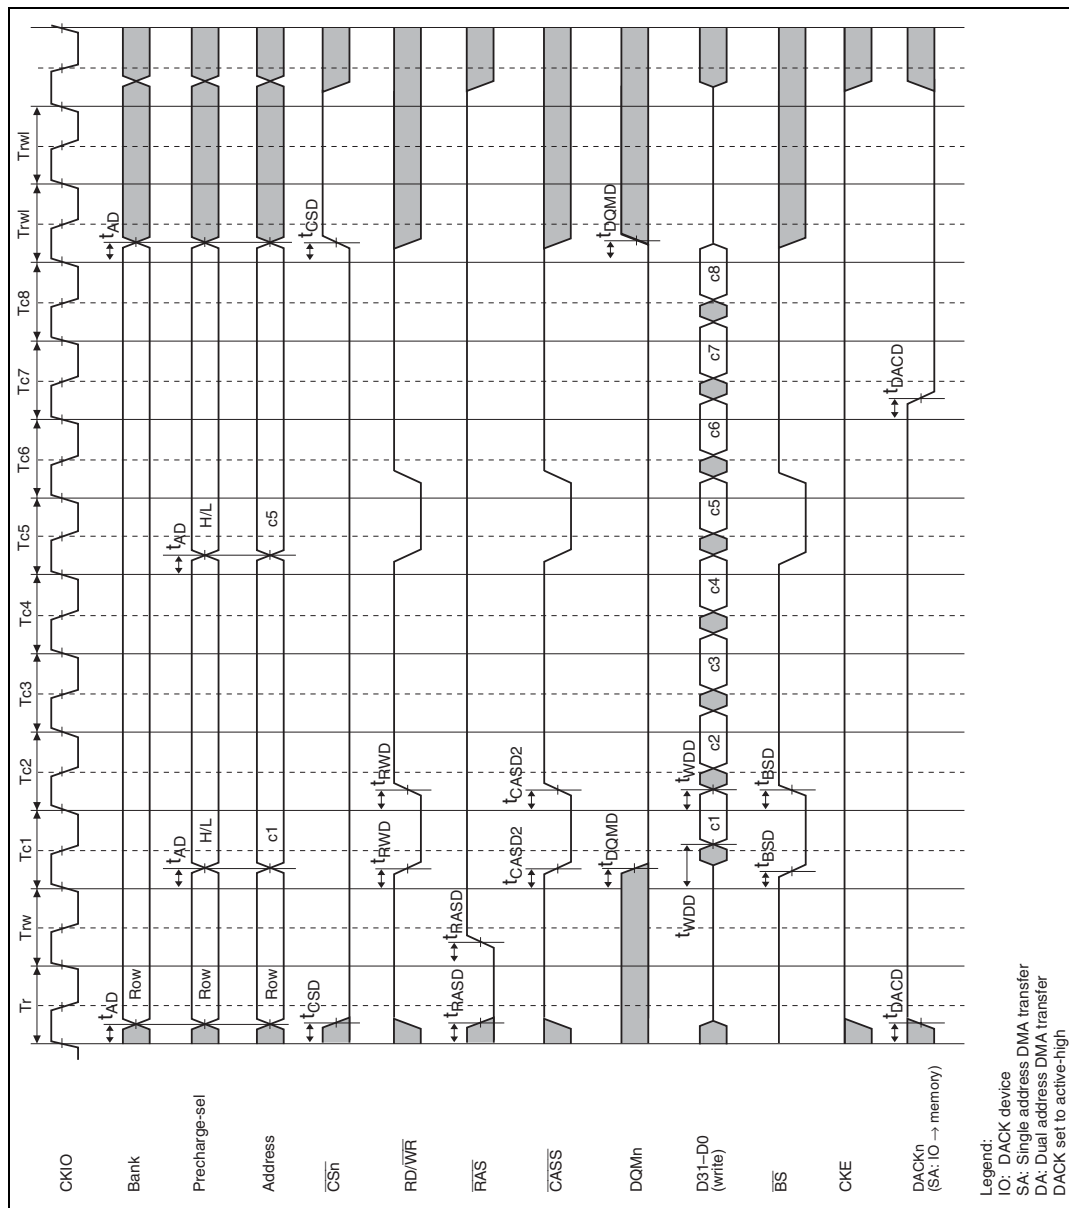 Tr
Trw
Tc1
Tc2
Tc3
Tc4
Tc5
Tc6
Tc7
Tc8
Trwl
Trwl
CKIO
Bank
tAD
Row
tAD
Precharge-sel
Row
tAD
H/L
tAD
H/L
Address
Row
c1
c5
CSn
tCSD
tCSD
RD/WR
tRWD
tRWD
RAS
tRASD
tRASD
CASS
tCASD2
tCASD2
DQMn
tDQMD
tDQMD
D31–D0
(write)
tWDD
tWDD
c1
c2
c3
c4
c5
c6
c7
c8
BS
tBSD
tBSD
CKE
DACKn
(SA: IO → memory)
tDACD
tDACD
Legend:
IO: DACK device
SA: Single address DMA transfer
DA: Dual address DMA transfer
DACK set to active-high